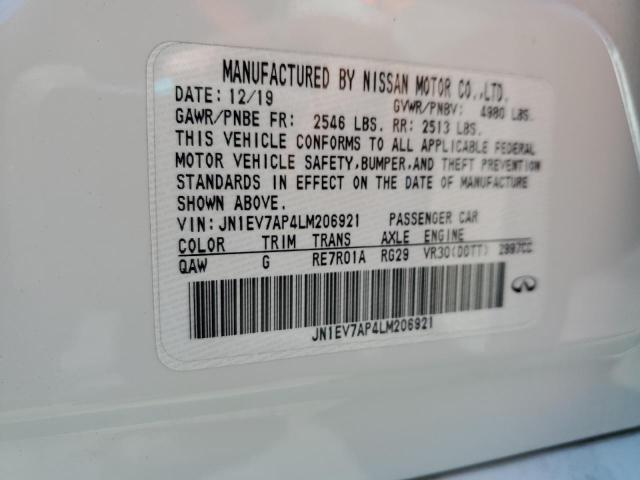 MANUFACTURED BY NISSAN MOTOR CO.,LTD.
DATE: 12/19 GVWR/PNBV: 4980 LBS.
GAWR/PNBE FR: 2546 LBS. RR: 2513 LBS.
THIS VEHICLE CONFORMS TO ALL APPLICABLE FEDERAL
MOTOR VEHICLE SAFETY,BUMPER,AND THEFT PREVENTION
STANDARDS IN EFFECT ON THE DATE OF MANUFACTURE
SHOWN ABOVE.
VIN: JN1EV7AP4LM206921 PASSENGER CAR
COLOR TRIM TRANS AXLE ENGINE
QAW G RE7R01A RG29 VR30(DDTT) 2997CC
JN1EV7AP4LM206921